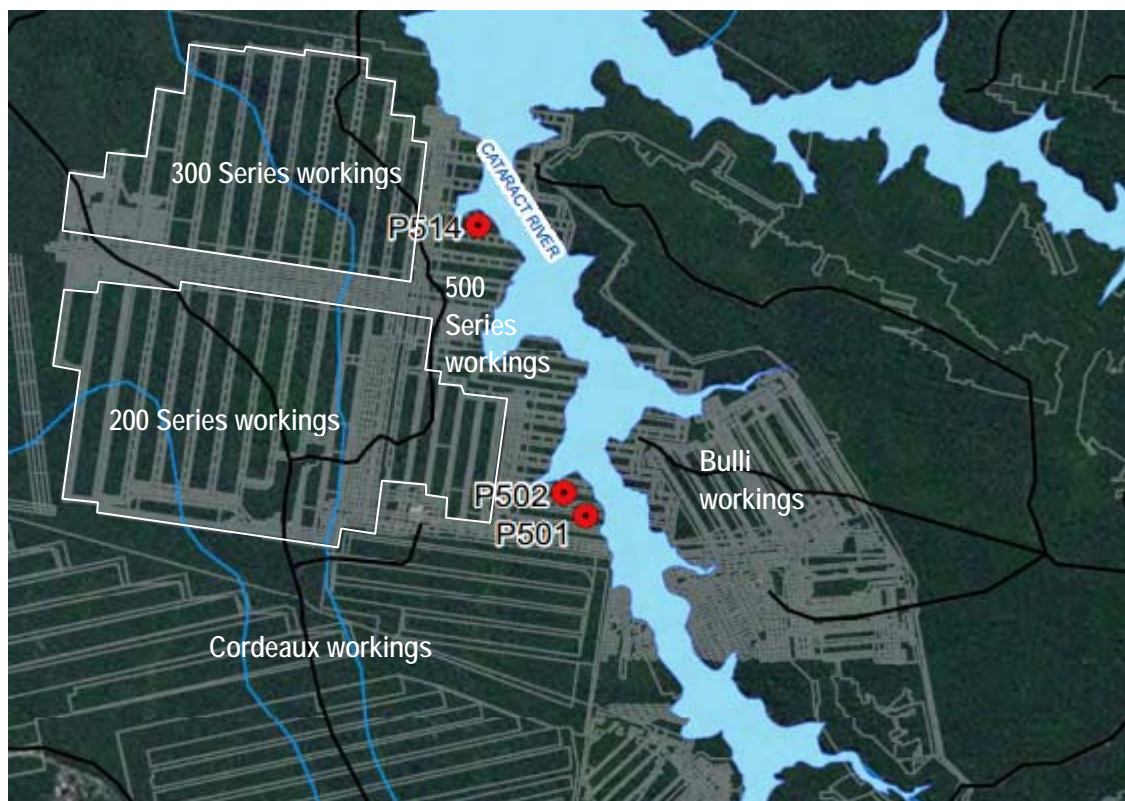 300 Series workings
CATARACT RIVER
P514
500
Series
workings
200 Series workings
Bulli
workings
P502
P501
Cordeaux workings